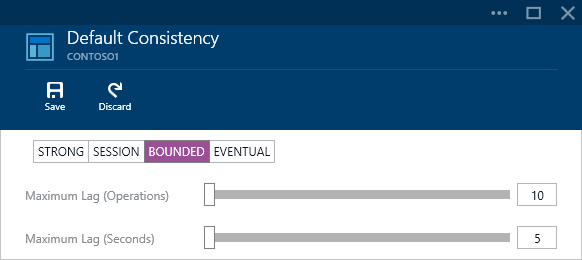 Default Consistency
CONTOSO1
Save Discard
STRONG SESSION BOUNDED EVENTUAL
Maximum Lag (Operations) 10
Maximum Lag (Seconds) 5